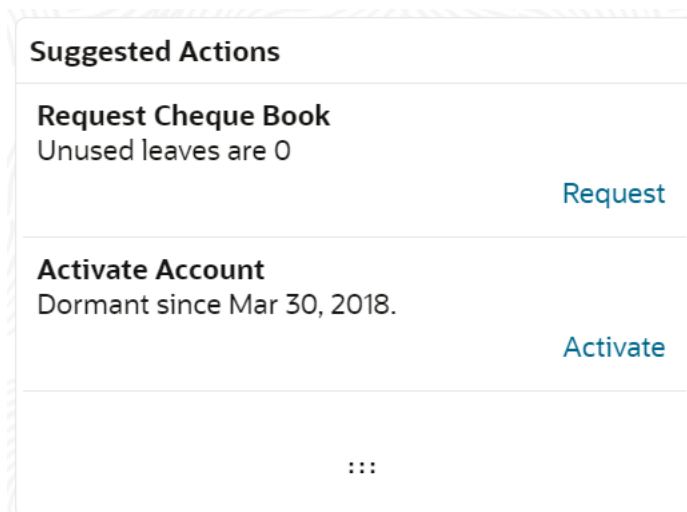 Suggested Actions
Request Cheque Book
Unused leaves are 0
Request
Activate Account
Dormant since Mar 30, 2018.
Activate